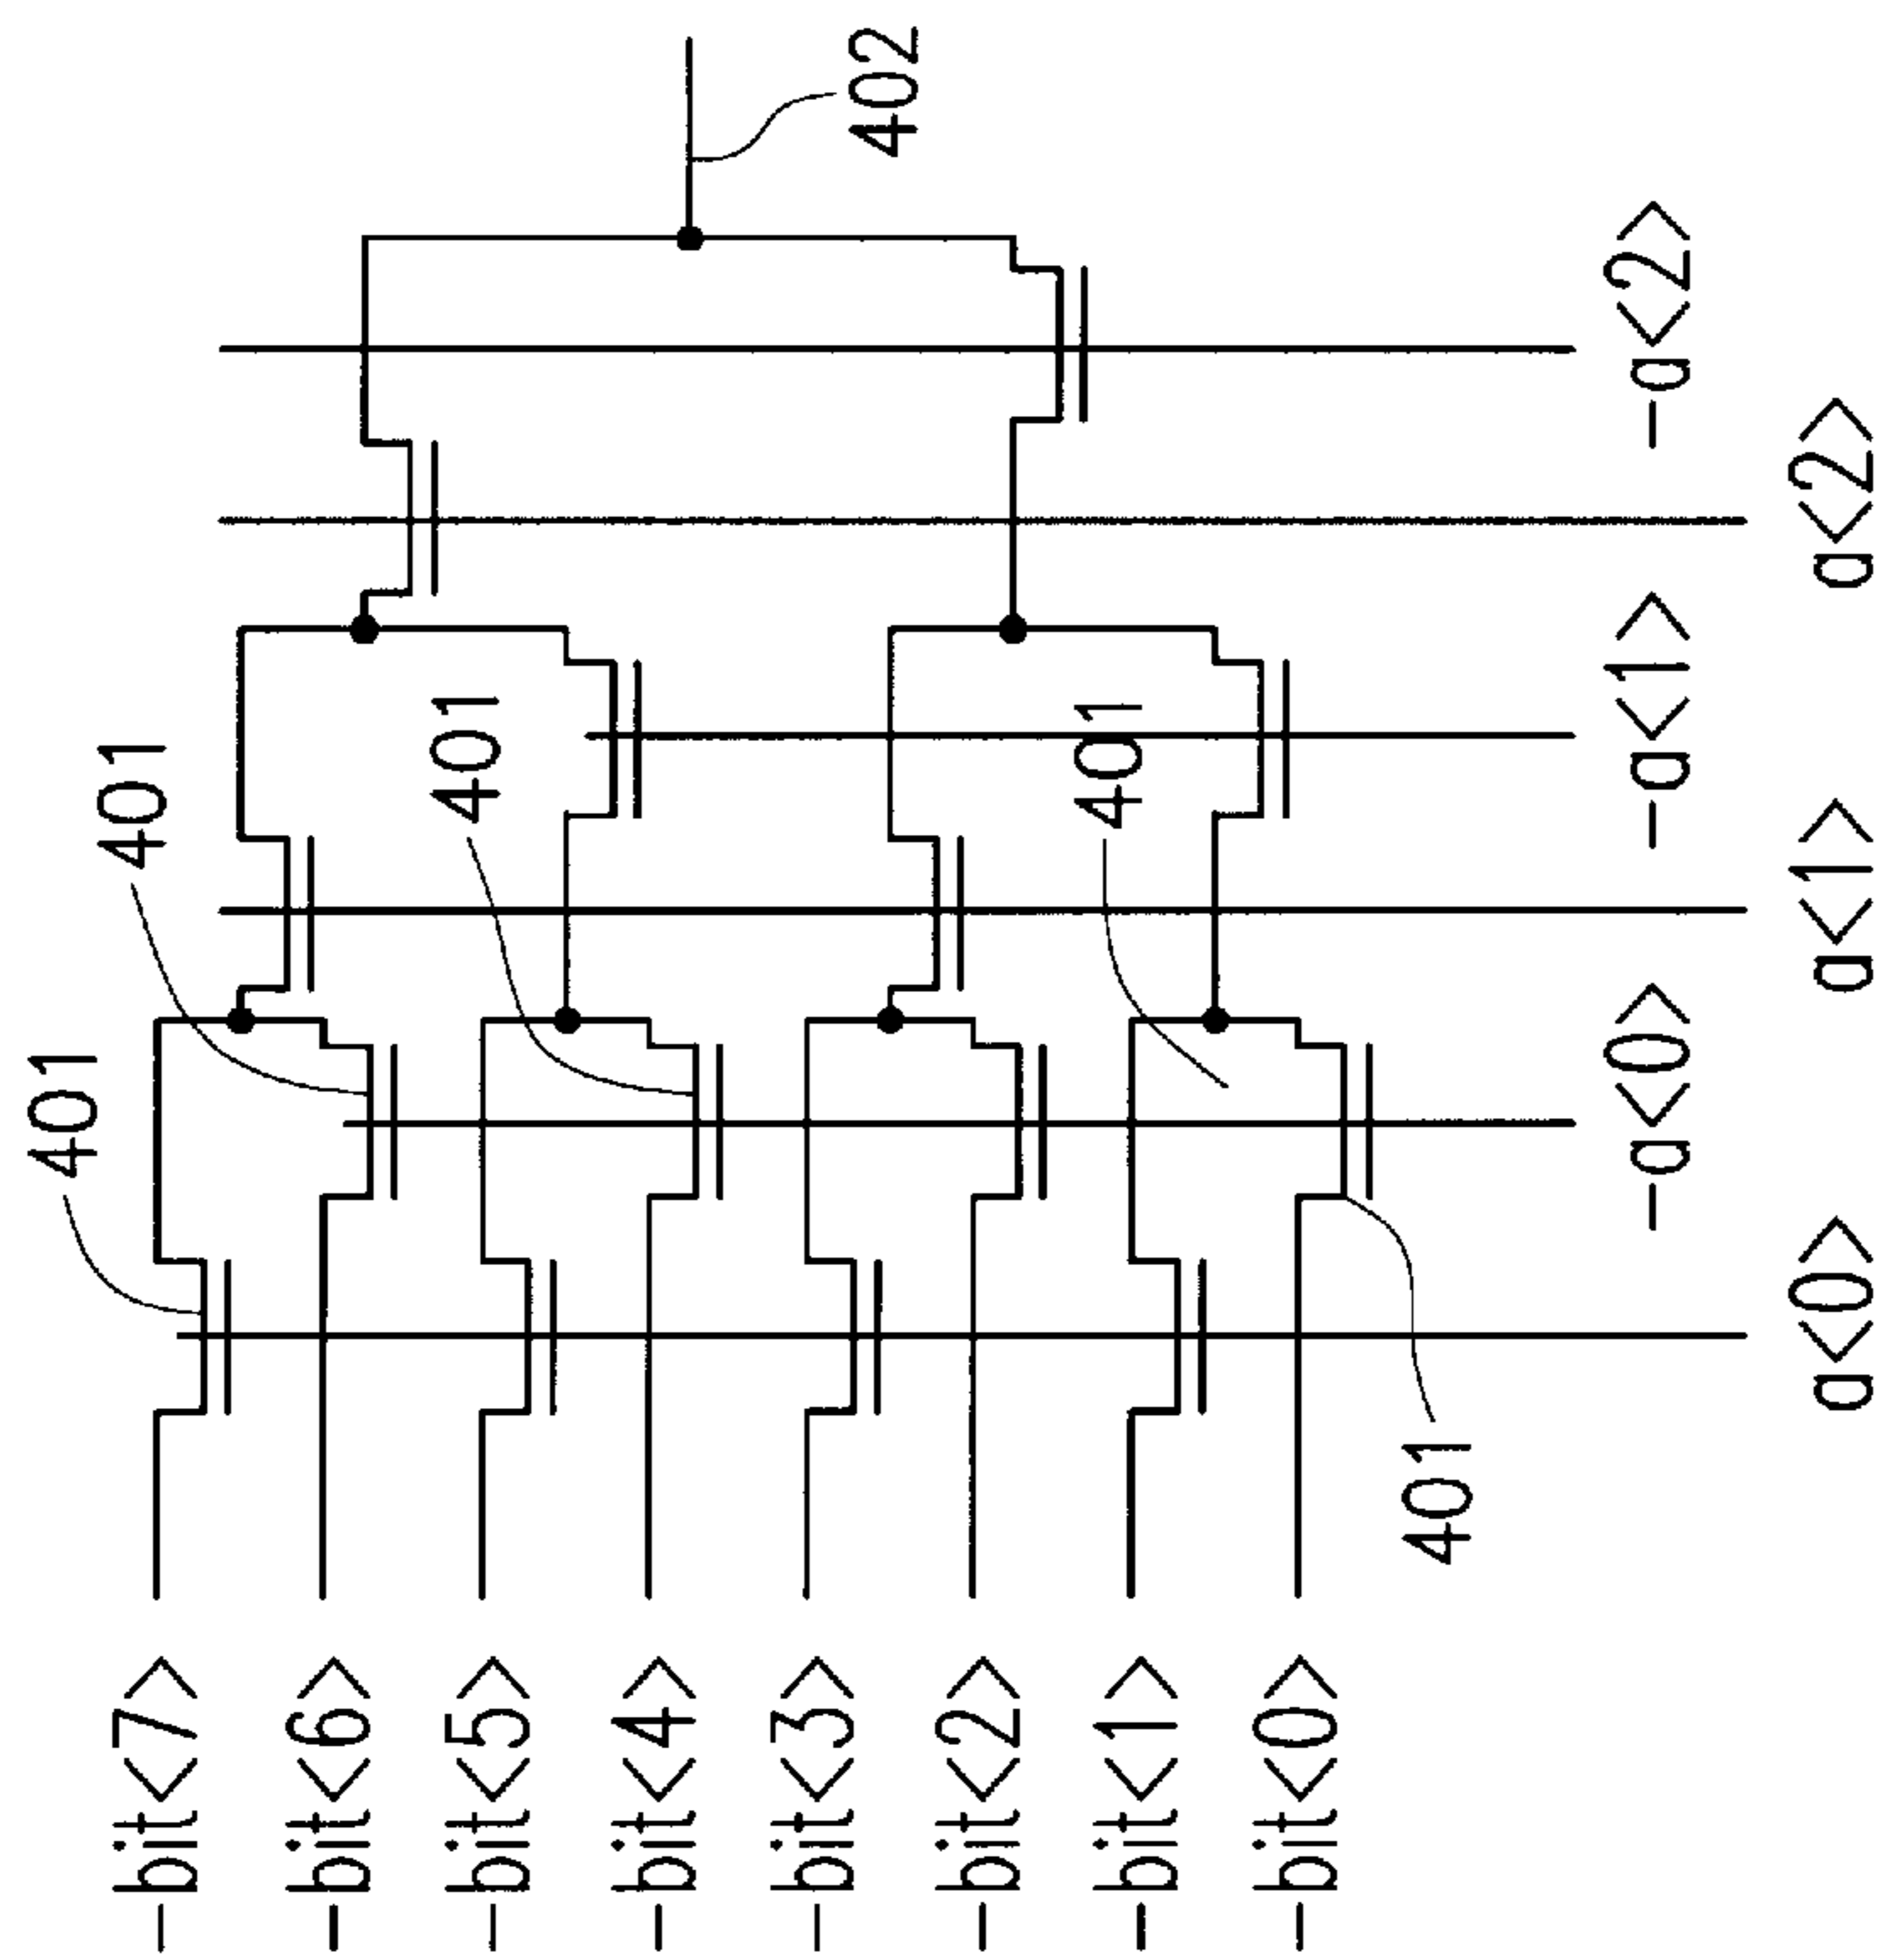 402
401
401
401
401
401
-bit<7>
-bit<6>
-bit<5>
-bit<4>
-bit<3>
-bit<2>
-bit<1>
-bit<0>
a<0>
-a<0>
a<1>
-a<1>
a<2>
-a<2>